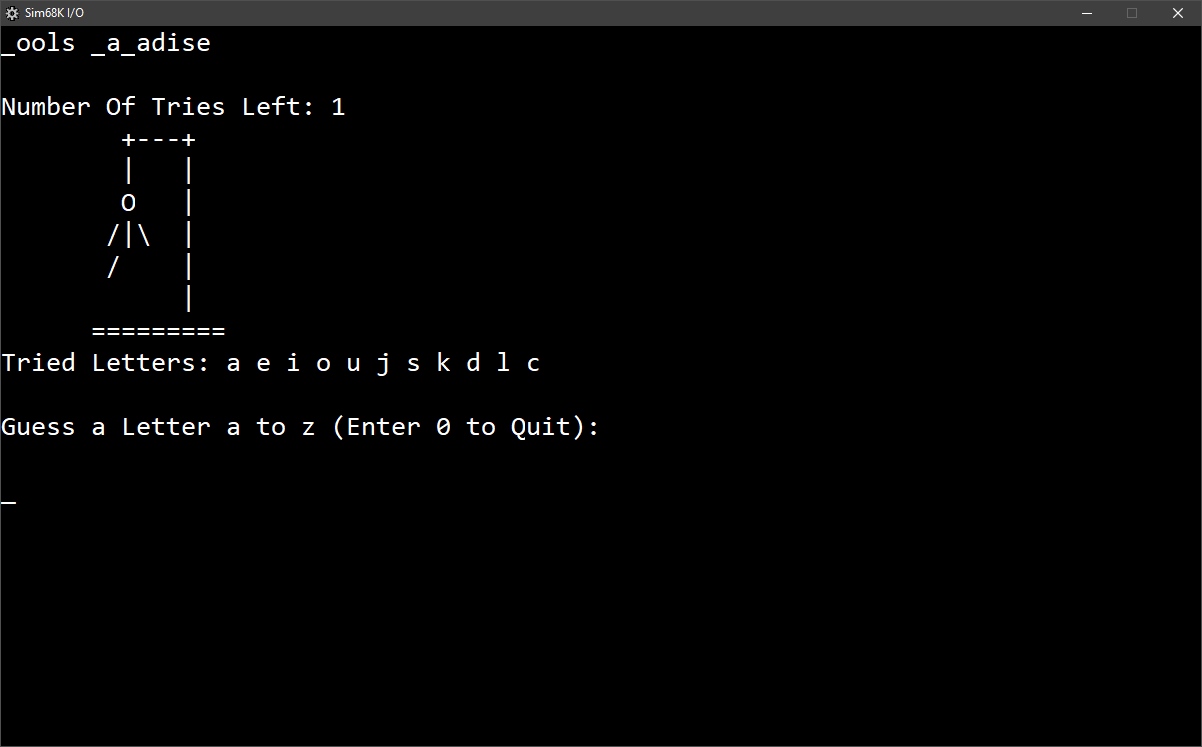 Sim68K I/O
_ools _a_adise
Number Of Tries Left: 1
+---+
|   |
O   |
/|\  |
/    |
|
=========
Tried Letters: a e i o u j s k d l c
Guess a Letter a to z (Enter 0 to Quit):
_